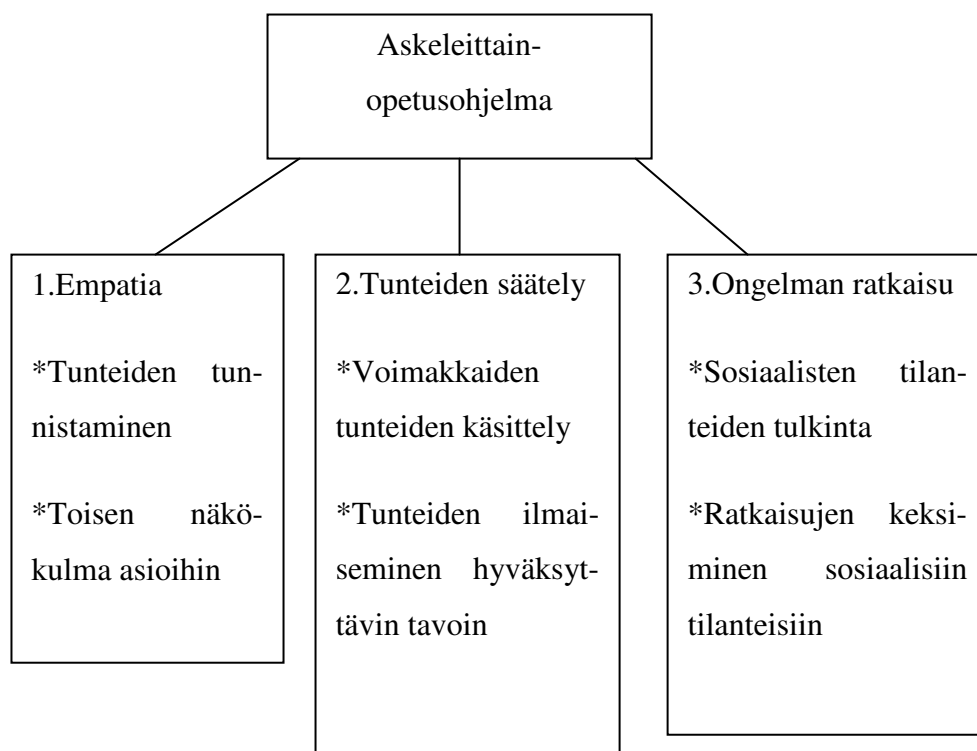 Askeleittain-
opetusohjelma
1.Empatia
*Tunteiden tun-
nistaminen
*Toisen näkö-
kulma asioihin
2.Tunteiden säätely
*Voimakkaiden
tunteiden käsittely
*Tunteiden ilmai-
seminen hyväksyt-
tävin tavoin
3.Ongelman ratkaisu
*Sosiaalisten tilan-
teiden tulkinta
*Ratkaisujen keksi-
minen sosiaalisiin
tilanteisiin